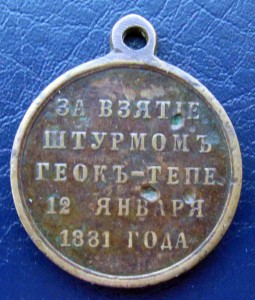 ЗА ВЗЯТІЕ
ШТУРМОМЪ
ГЕОКЪ-ТЕПЕ
12 ЯНВАРЯ
1881 ГОДА